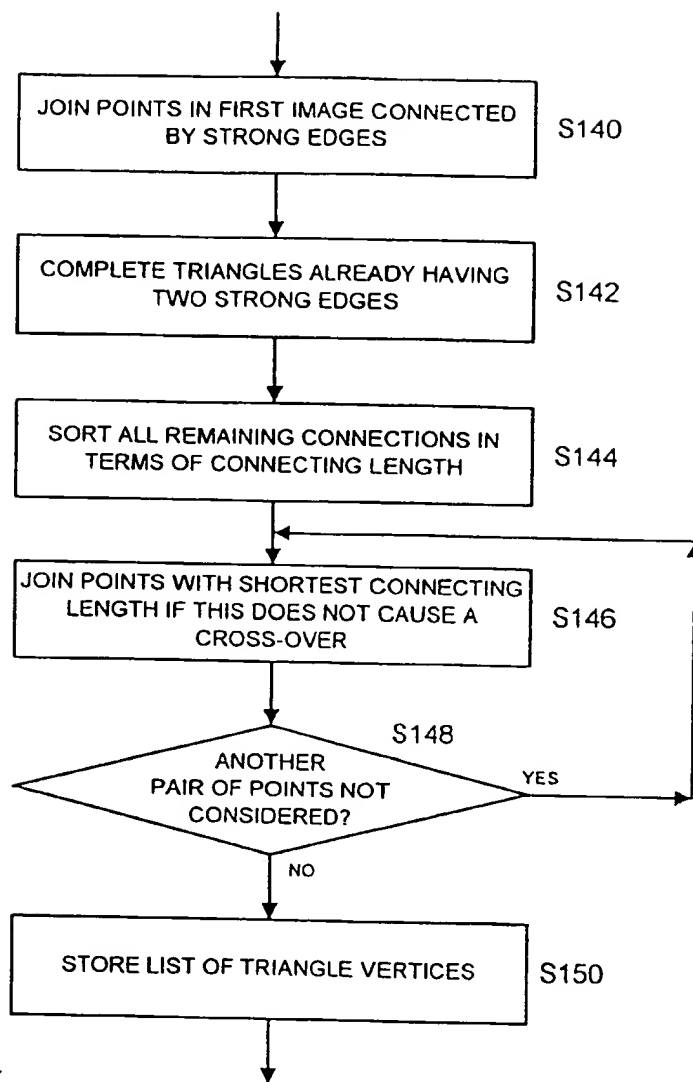 JOIN POINTS IN FIRST IMAGE CONNECTED
BY STRONG EDGES
S140
COMPLETE TRIANGLES ALREADY HAVING
TWO STRONG EDGES
S142
SORT ALL REMAINING CONNECTIONS IN
TERMS OF CONNECTING LENGTH
S144
JOIN POINTS WITH SHORTEST CONNECTING
LENGTH IF THIS DOES NOT CAUSE A
CROSS-OVER
S146
S148
ANOTHER
PAIR OF POINTS NOT
CONSIDERED?
YES
NO
STORE LIST OF TRIANGLE VERTICES
S150